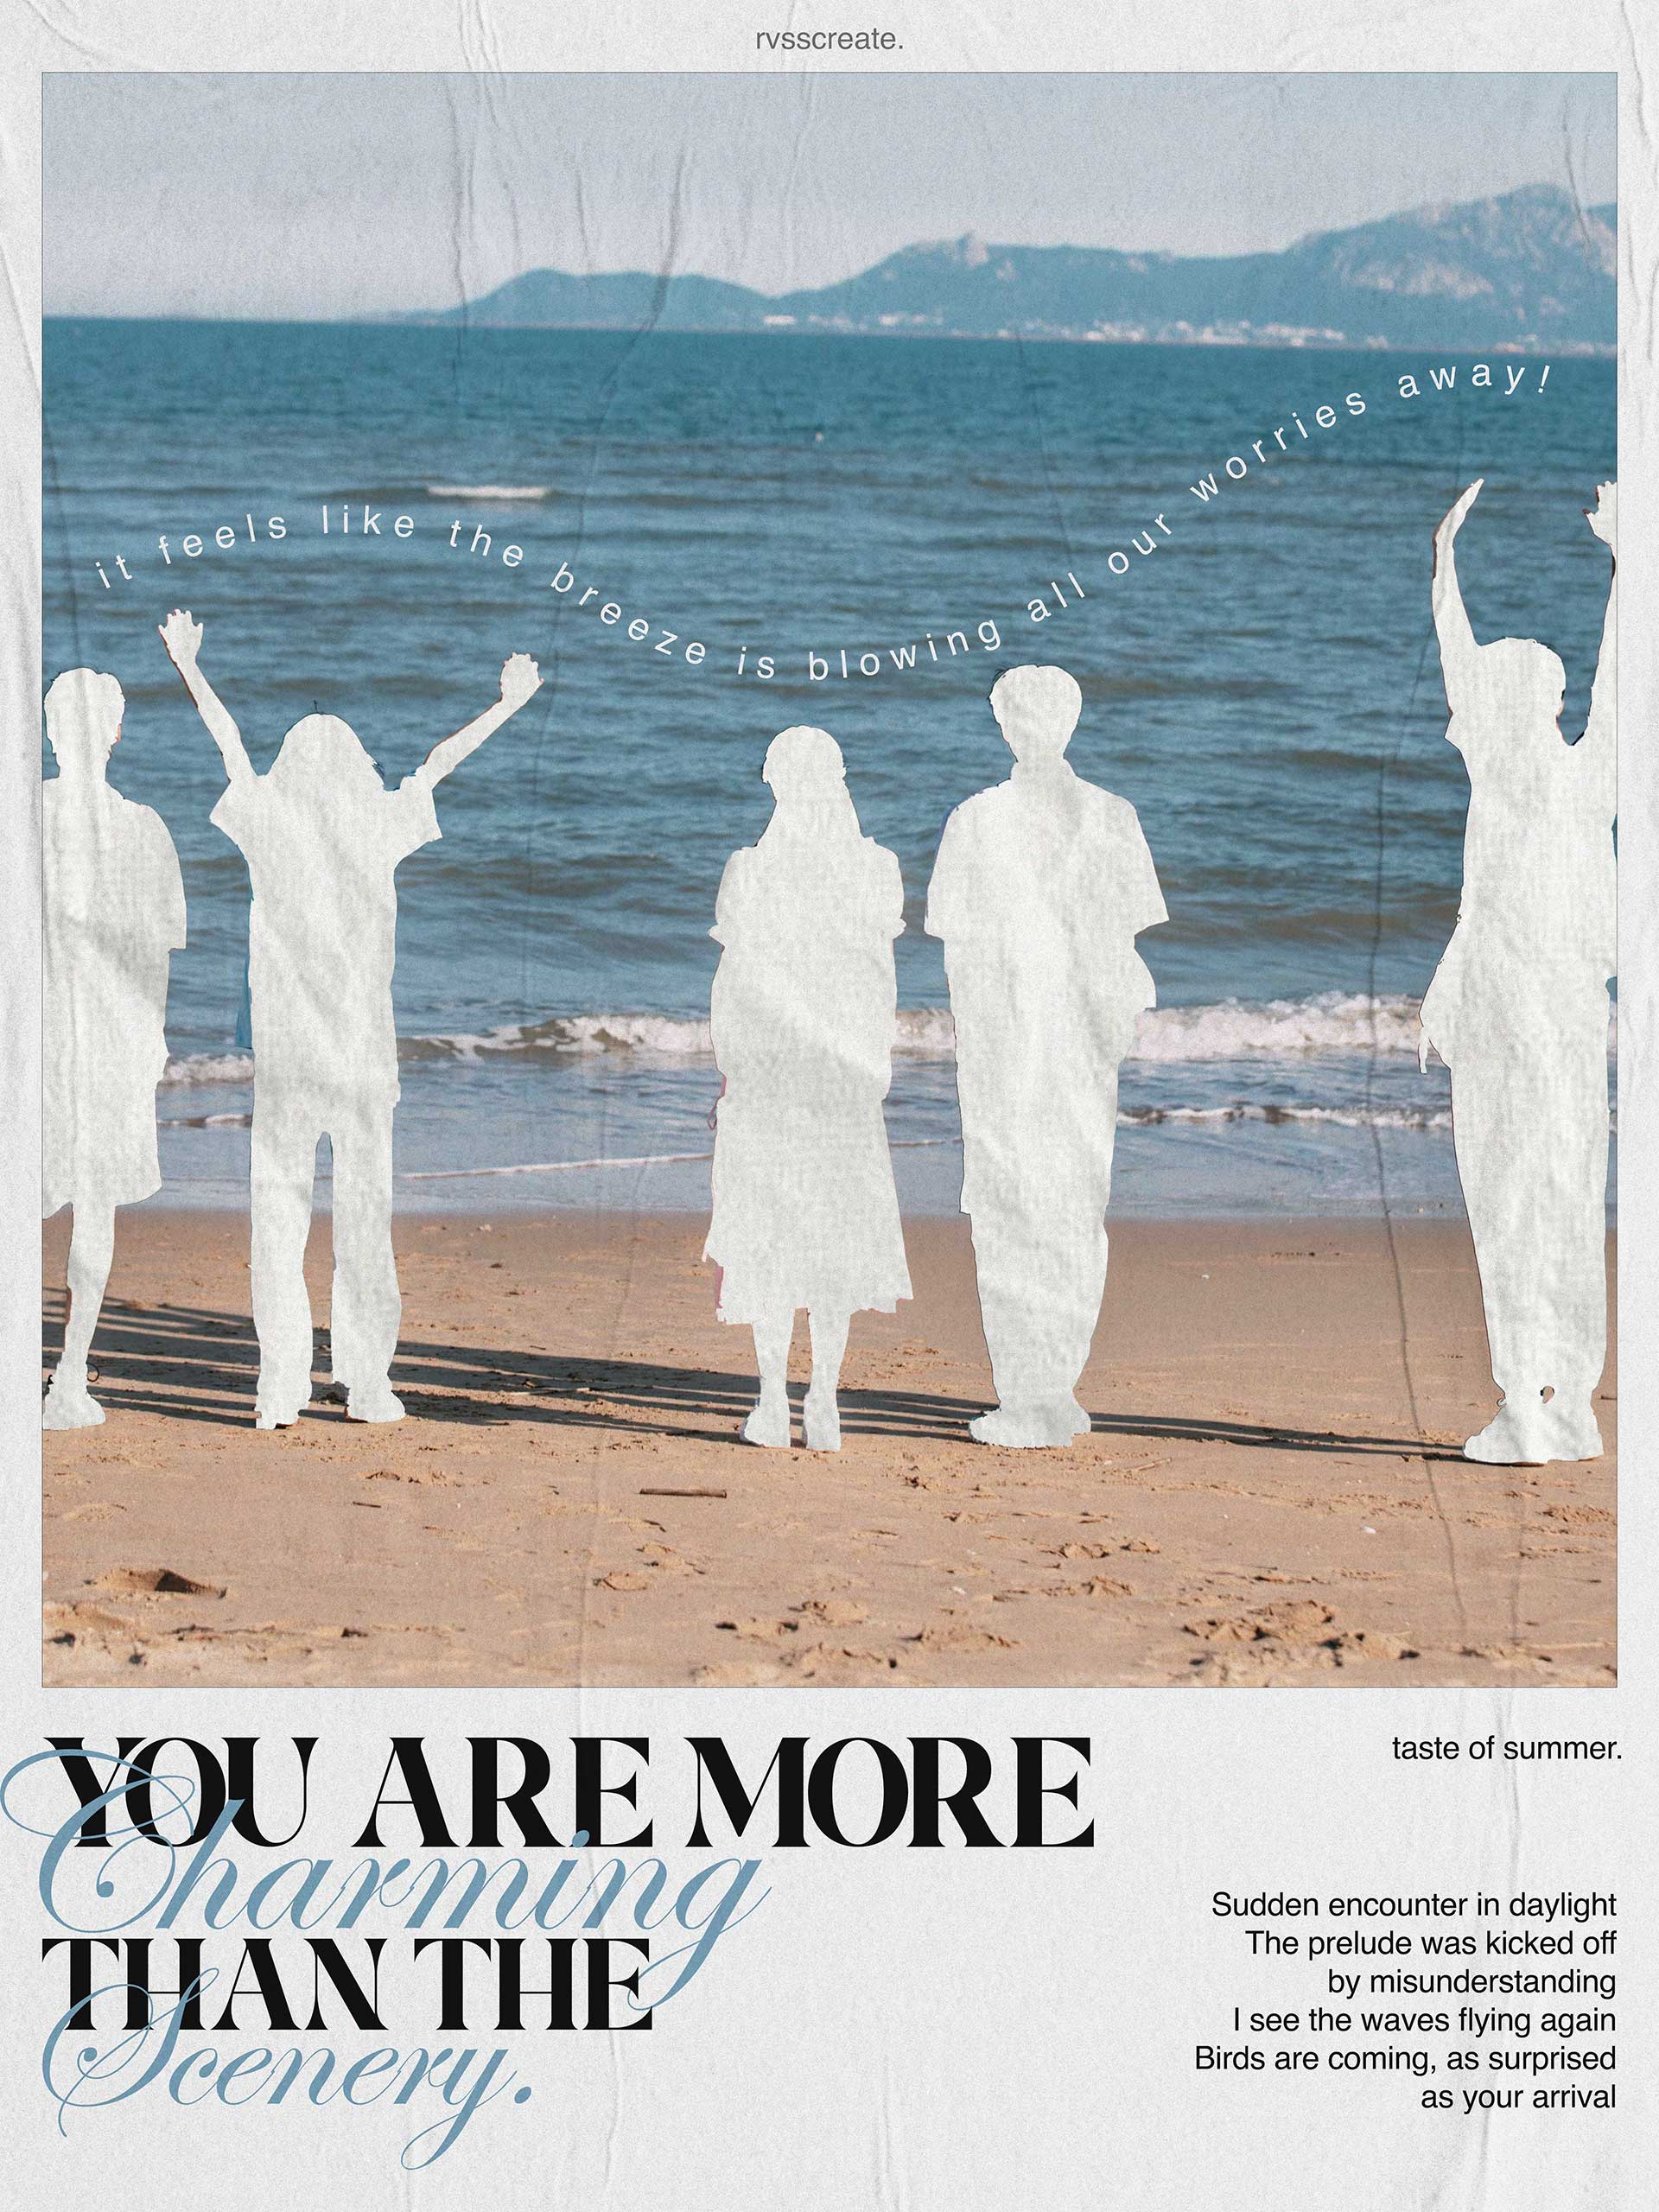 rvsscreate.
it feels like the breeze is blowing all our worries away!
YOU ARE MORE
Charming
THAN THE
Scenery.
taste of summer.
Sudden encounter in daylight
The prelude was kicked off
by misunderstanding
I see the waves flying again
Birds are coming, as surprised
as your arrival